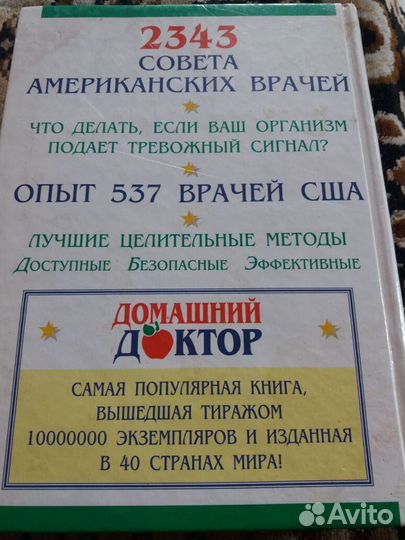 2343
СОВЕТА
АМЕРИКАНСКИХ ВРАЧЕЙ
ЧТО ДЕЛАТЬ, ЕСЛИ ВАШ ОРГАНИЗМ
ПОДАЕТ ТРЕВОЖНЫЙ СИГНАЛ?
ОПЫТ 537 ВРАЧЕЙ США
ЛУЧШИЕ ЦЕЛИТЕЛЬНЫЕ МЕТОДЫ
ДОСТУПНЫЕ БЕЗОПАСНЫЕ ЭФФЕКТИВНЫЕ
ДОМАШНИЙ
ДОКТОР
САМАЯ ПОПУЛЯРНАЯ КНИГА,
ВЫШЕДШАЯ ТИРАЖОМ
10000000 ЭКЗЕМПЛЯРОВ И ИЗДАННАЯ
В 40 СТРАНАХ МИРА!
Avito